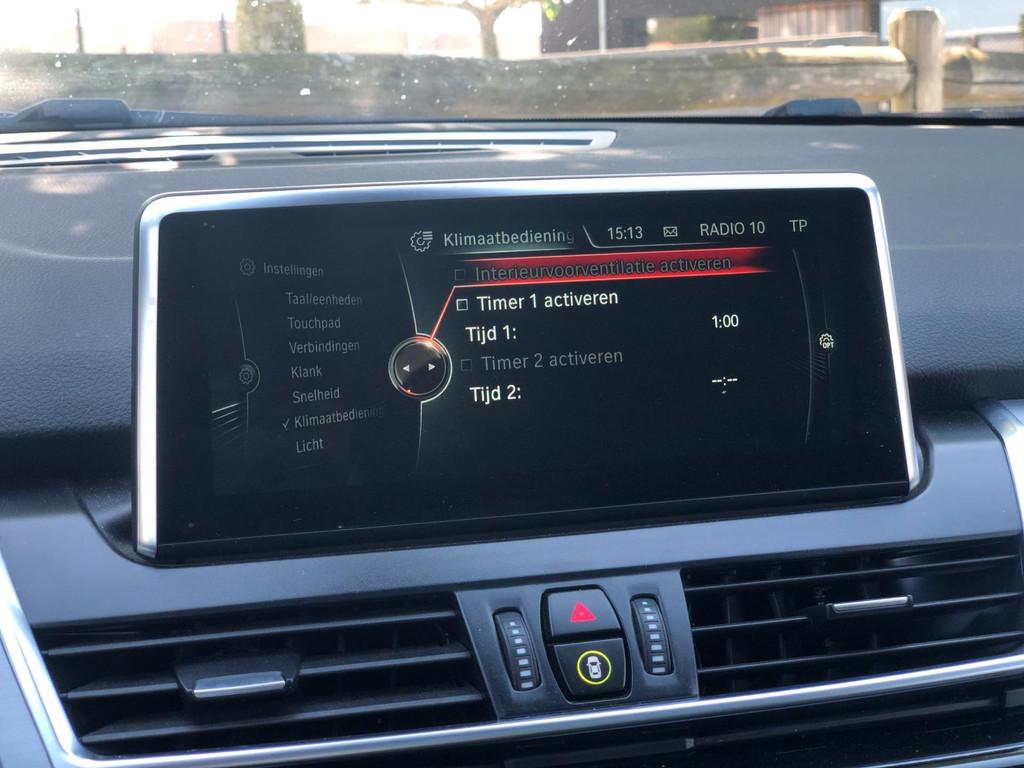 Klimaatbediening 15:13 RADIO 10 TP
Instellingen
Taal/eenheden
Touchpad
Verbindingen
Klank
Snelheid
✓ Klimaatbediening
Licht
Interieurvoorventilatie activeren
Timer 1 activeren
Tijd 1: 1:00
Timer 2 activeren
Tijd 2: --:--
OPT